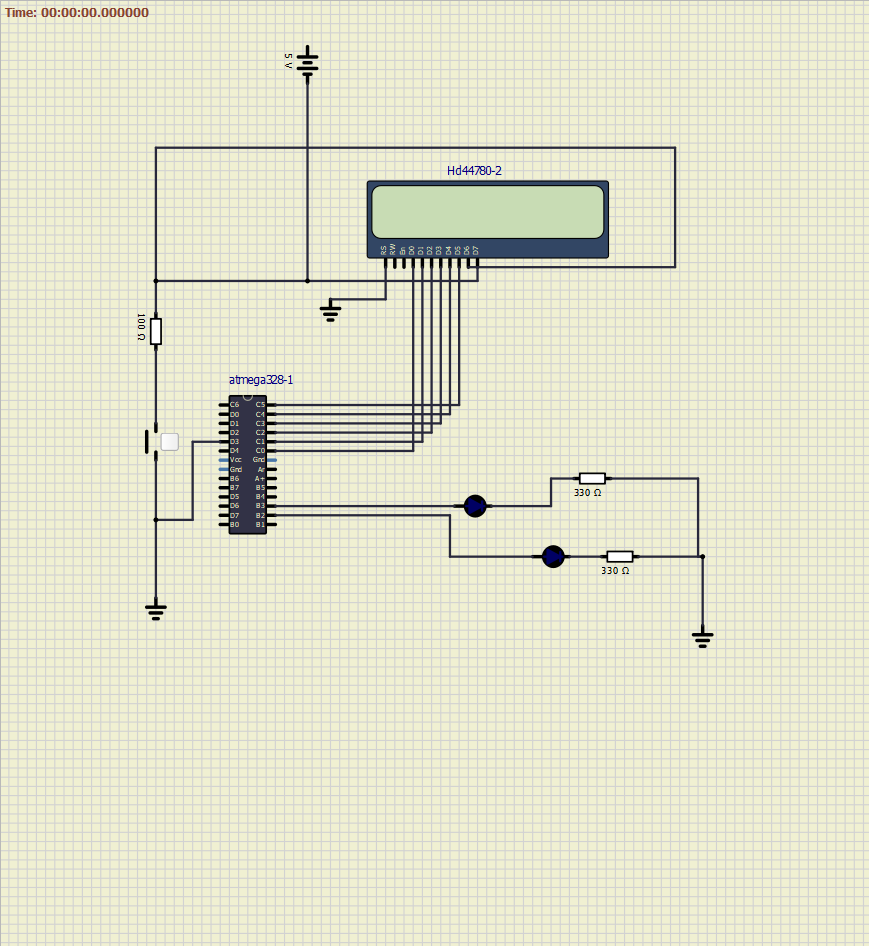 Time: 00:00:00.000000
5 V
Hd44780-2
RS RW En D0 D1 D2 D3 D4 D5 D6 D7
100 Ω
atmega328-1
C6 C5
D0 C4
D1 C3
D2 C2
D3 C1
D4 C0
Vcc Gnd
Gnd Ar
B6 A+
B7 B5
D5 B4
D6 B3
D7 B2
B0 B1
330 Ω
330 Ω